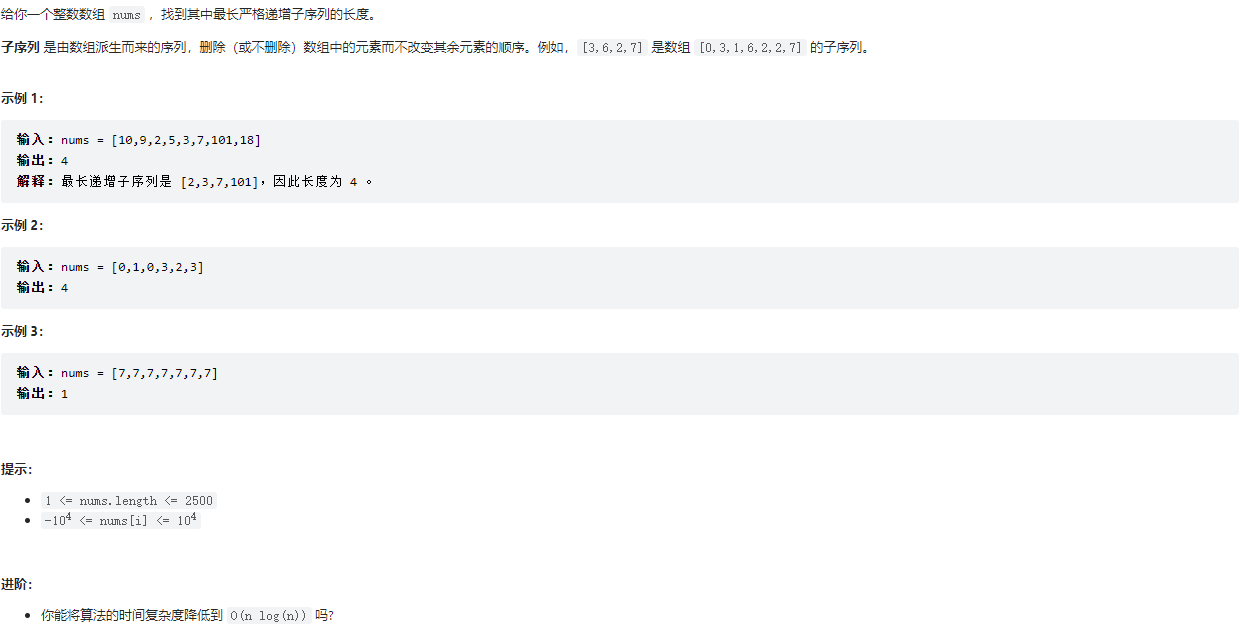 给你一个整数数组 nums ，找到其中最长严格递增子序列的长度。
子序列 是由数组派生而来的序列，删除（或不删除）数组中的元素而不改变其余元素的顺序。例如，[3,6,2,7] 是数组 [0,3,1,6,2,2,7] 的子序列。
示例 1：
输入：nums = [10,9,2,5,3,7,101,18]
输出：4
解释：最长递增子序列是 [2,3,7,101]，因此长度为 4 。
示例 2：
输入：nums = [0,1,0,3,2,3]
输出：4
示例 3：
输入：nums = [7,7,7,7,7,7,7]
输出：1
提示：
• 1 <= nums.length <= 2500
• -10⁴ <= nums[i] <= 10⁴
进阶：
• 你能将算法的时间复杂度降低到 O(n log(n)) 吗?